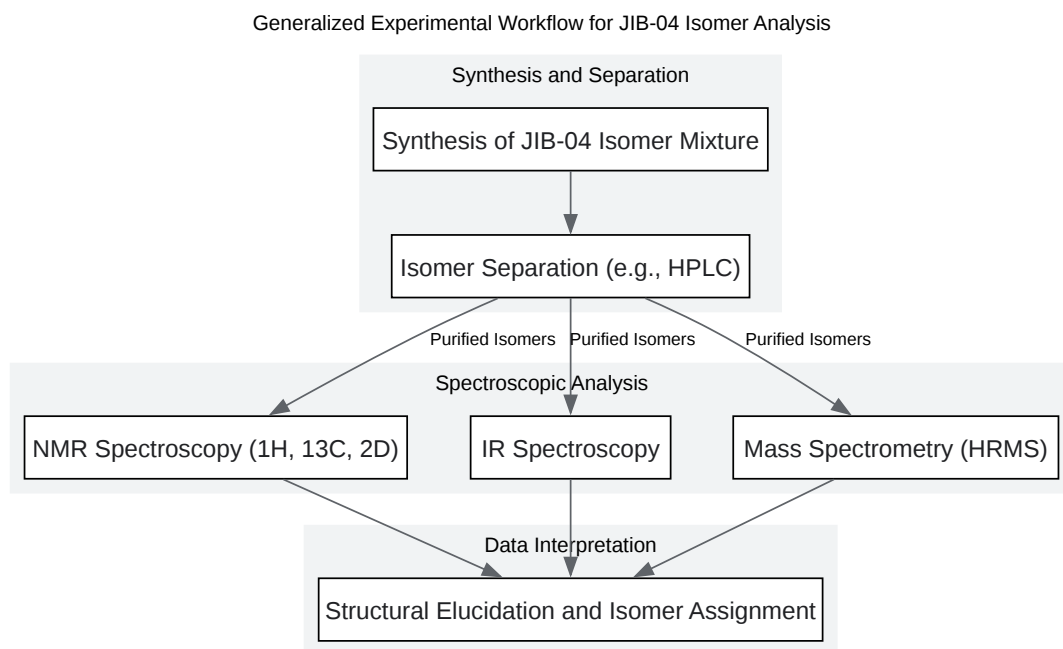 Generalized Experimental Workflow for JIB-04 Isomer Analysis
Synthesis and Separation
Synthesis of JIB-04 Isomer Mixture
Isomer Separation (e.g., HPLC)
Purified Isomers
Purified Isomers
Purified Isomers
Spectroscopic Analysis
NMR Spectroscopy (1H, 13C, 2D)
IR Spectroscopy
Mass Spectrometry (HRMS)
Data Interpretation
Structural Elucidation and Isomer Assignment